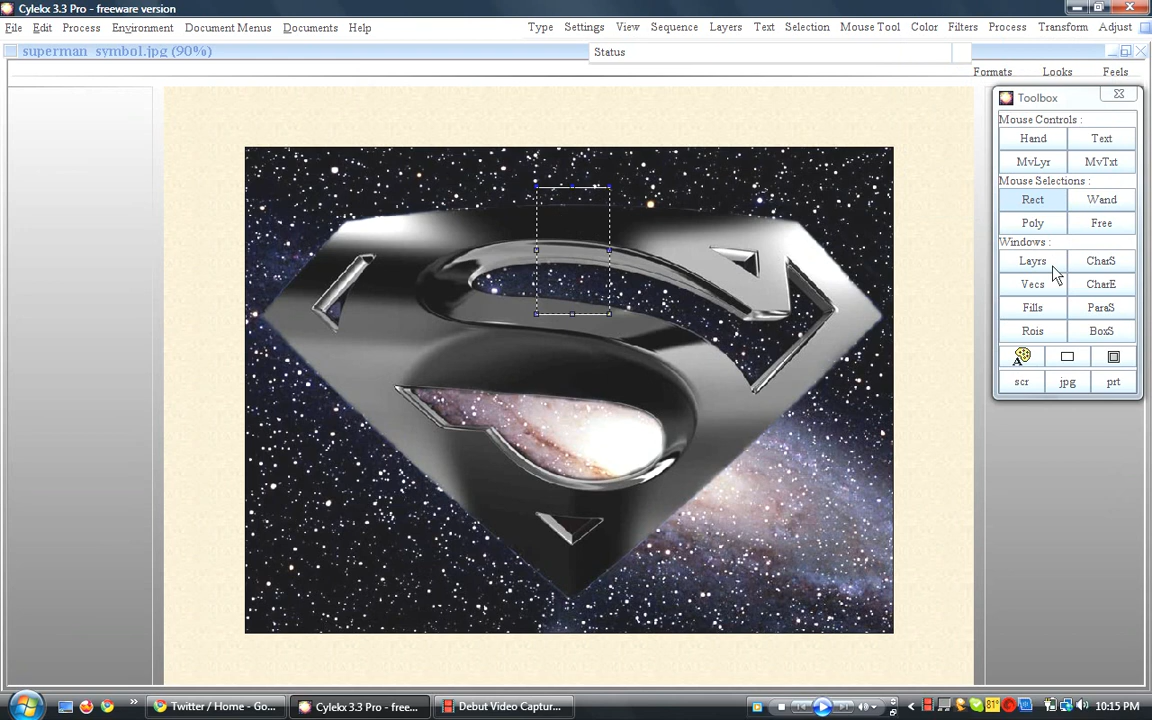 Cylekx 3.3 Pro - freeware version
File Edit Process Environment Document Menus Documents Help
Type Settings View Sequence Layers Text Selection Mouse Tool Color Filters Process Transform Adjust
superman_symbol.jpg (90%)
Status
Formats Looks Feels
Toolbox
Mouse Controls :
Hand Text
MvLyr MvTxt
Mouse Selections :
Rect Wand
Poly Free
Windows :
Layrs CharS
Vecs CharE
Fills ParaS
Rois BoxS
A
scr jpg prt
Twitter / Home - Go... Cylekx 3.3 Pro - free... Debut Video Captur... 81° 10:15 PM